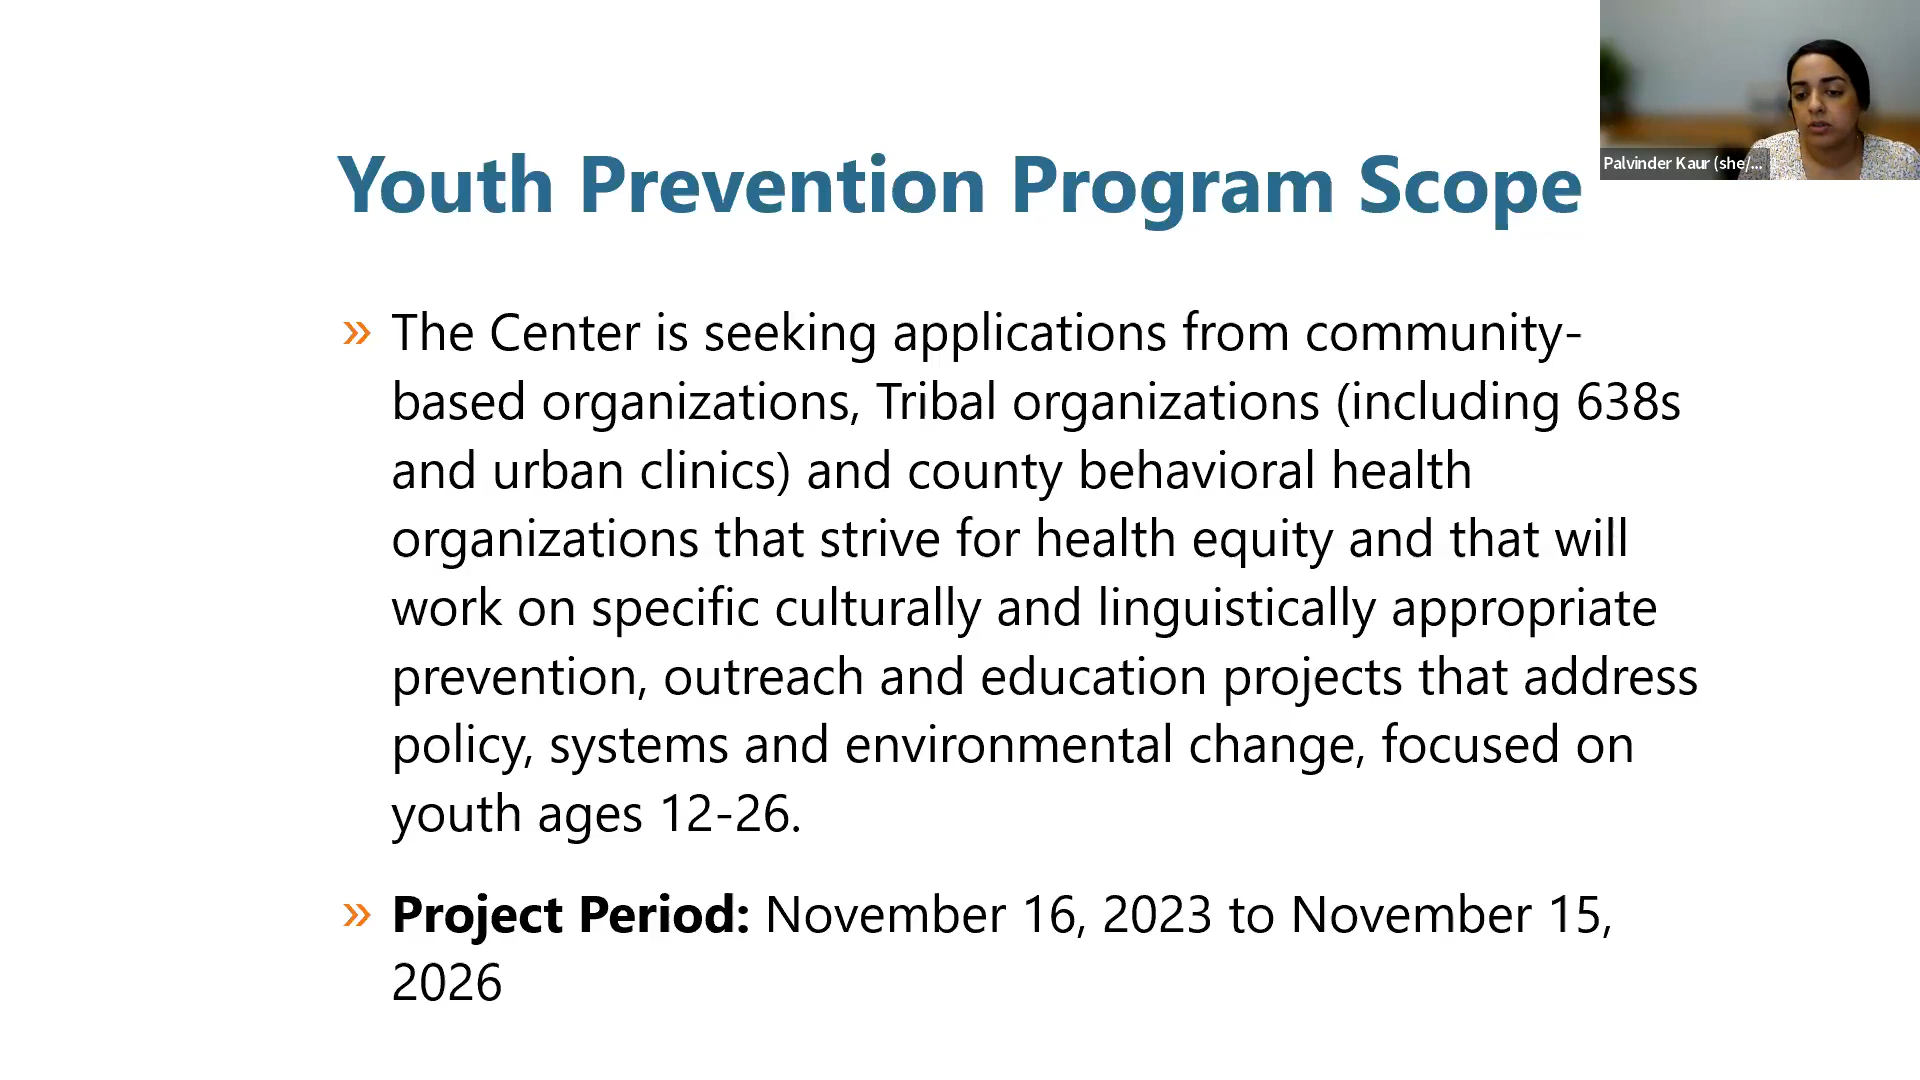 Youth Prevention Program Scope
Palvinder Kaur (she/...
» The Center is seeking applications from community-
based organizations, Tribal organizations (including 638s
and urban clinics) and county behavioral health
organizations that strive for health equity and that will
work on specific culturally and linguistically appropriate
prevention, outreach and education projects that address
policy, systems and environmental change, focused on
youth ages 12-26.
» Project Period: November 16, 2023 to November 15,
2026